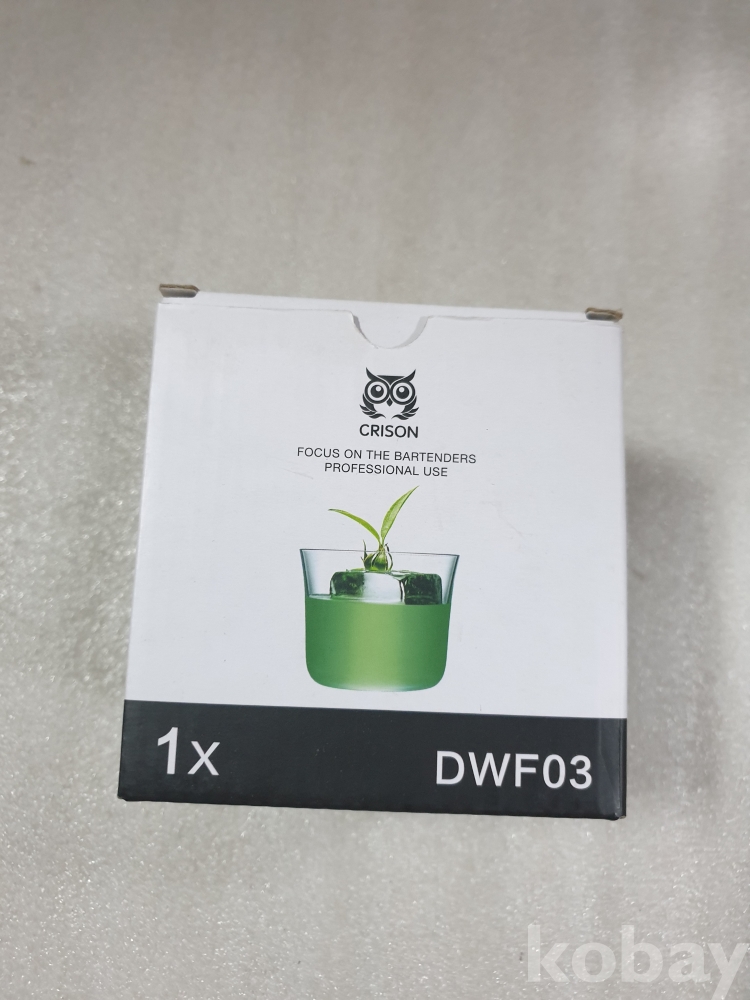 CRISON
FOCUS ON THE BARTENDERS
PROFESSIONAL USE
1x
DWF03
kobay